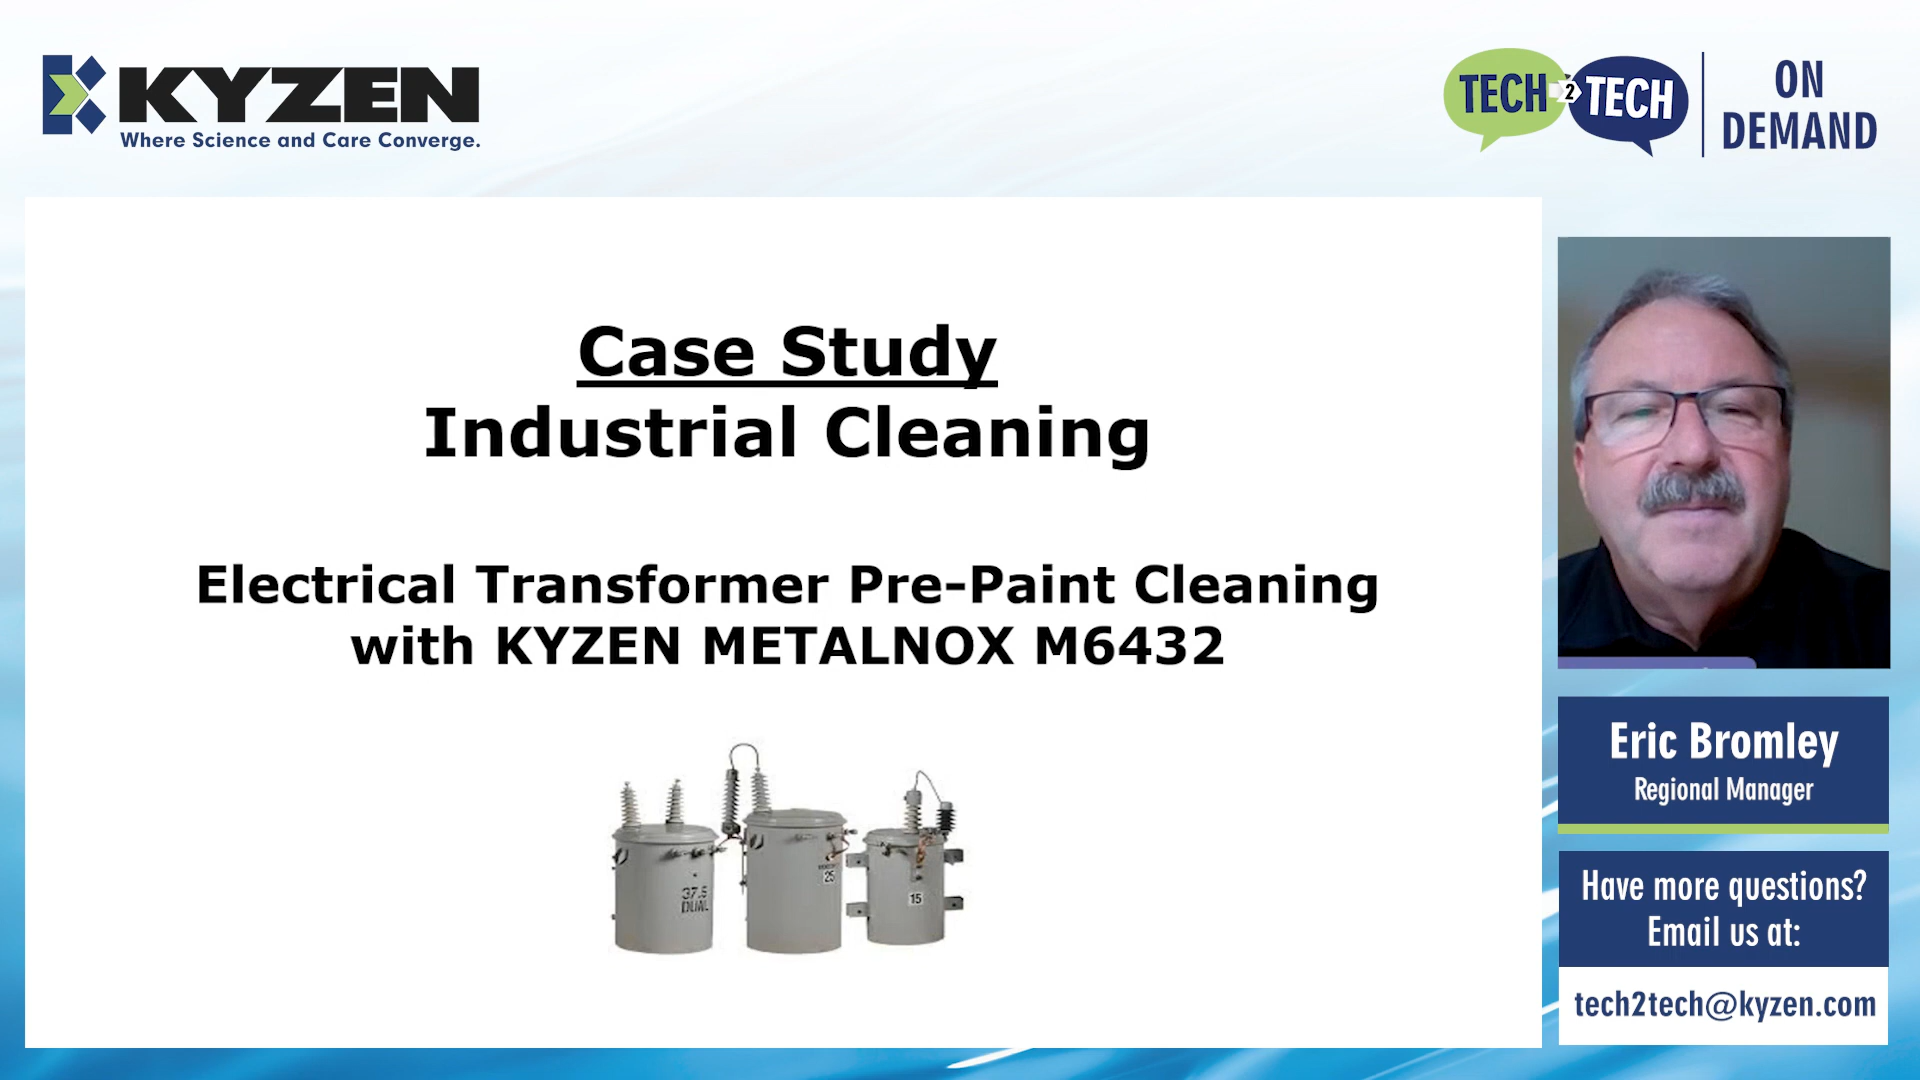 KYZEN
Where Science and Care Converge.
TECH 2 TECH
ON
DEMAND
Case Study
Industrial Cleaning
Electrical Transformer Pre-Paint Cleaning
with KYZEN METALNOX M6432
37.5
DUAL
25
15
Eric Bromley
Regional Manager
Have more questions?
Email us at:
tech2tech@kyzen.com